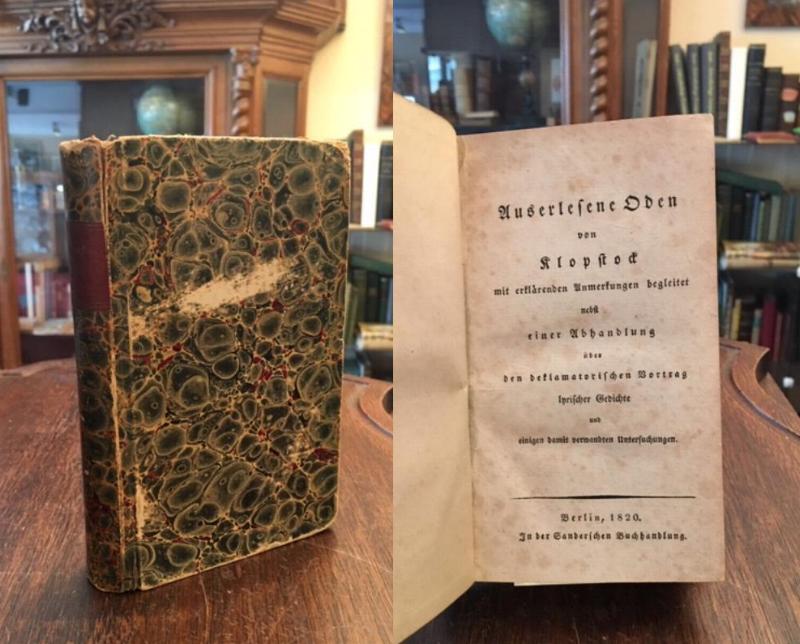 Auserlesene Oden
von
Klopstock
mit erklärenden Anmerkungen begleitet
nebst
einer Abhandlung
über
den deklamatorischen Vortrag
lyrischer Gedichte
und
einigen damit verwandten Untersuchungen.
Berlin, 1820.
In der Sanderschen Buchhandlung.